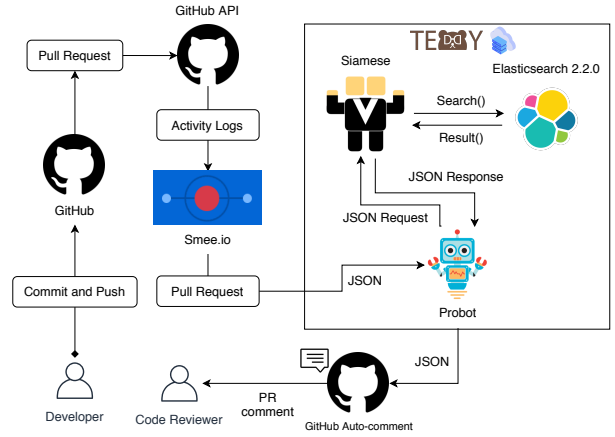 GitHub API
Pull Request
TEDDY
Siamese
Elasticsearch 2.2.0
Search()
Result()
Activity Logs
JSON Response
JSON Request
GitHub
Smee.io
Commit and Push
Pull Request
JSON
Probot
JSON
Developer
Code Reviewer
PR
comment
GitHub Auto-comment